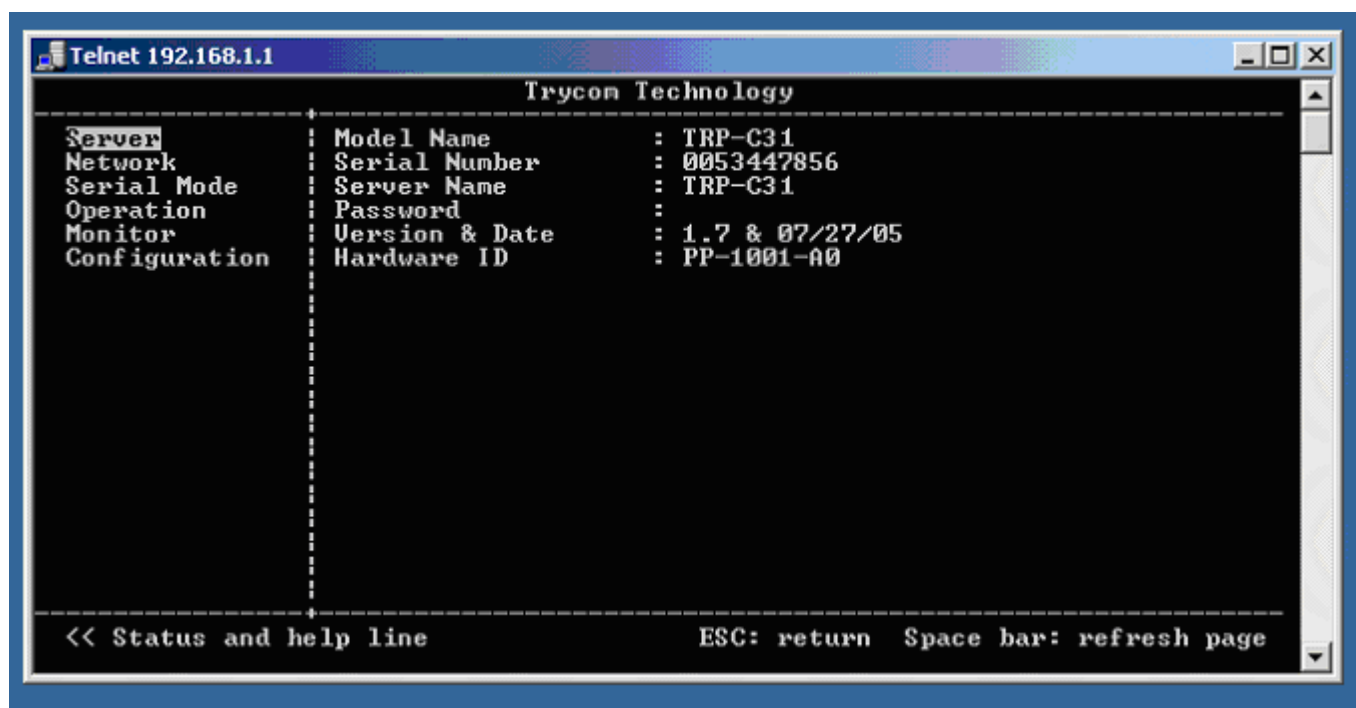 Telnet 192.168.1.1
Trycom Technology
Server Model Name : TRP-C31
Network Serial Number : 0053447856
Serial Mode Server Name : TRP-C31
Operation Password :
Monitor Version & Date : 1.7 & 07/27/05
Configuration Hardware ID : PP-1001-A0
<< Status and help line ESC: return Space bar: refresh page